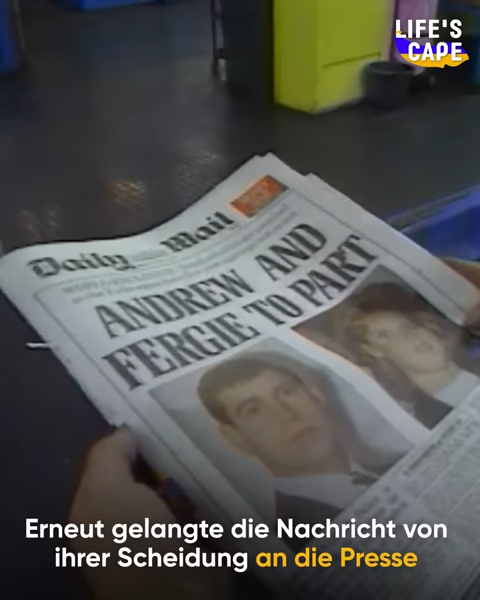 LIFE'S
CAPE
Daily Mail
ANDREW AND
FERGIE TO PART
Erneut gelangte die Nachricht von
ihrer Scheidung an die Presse